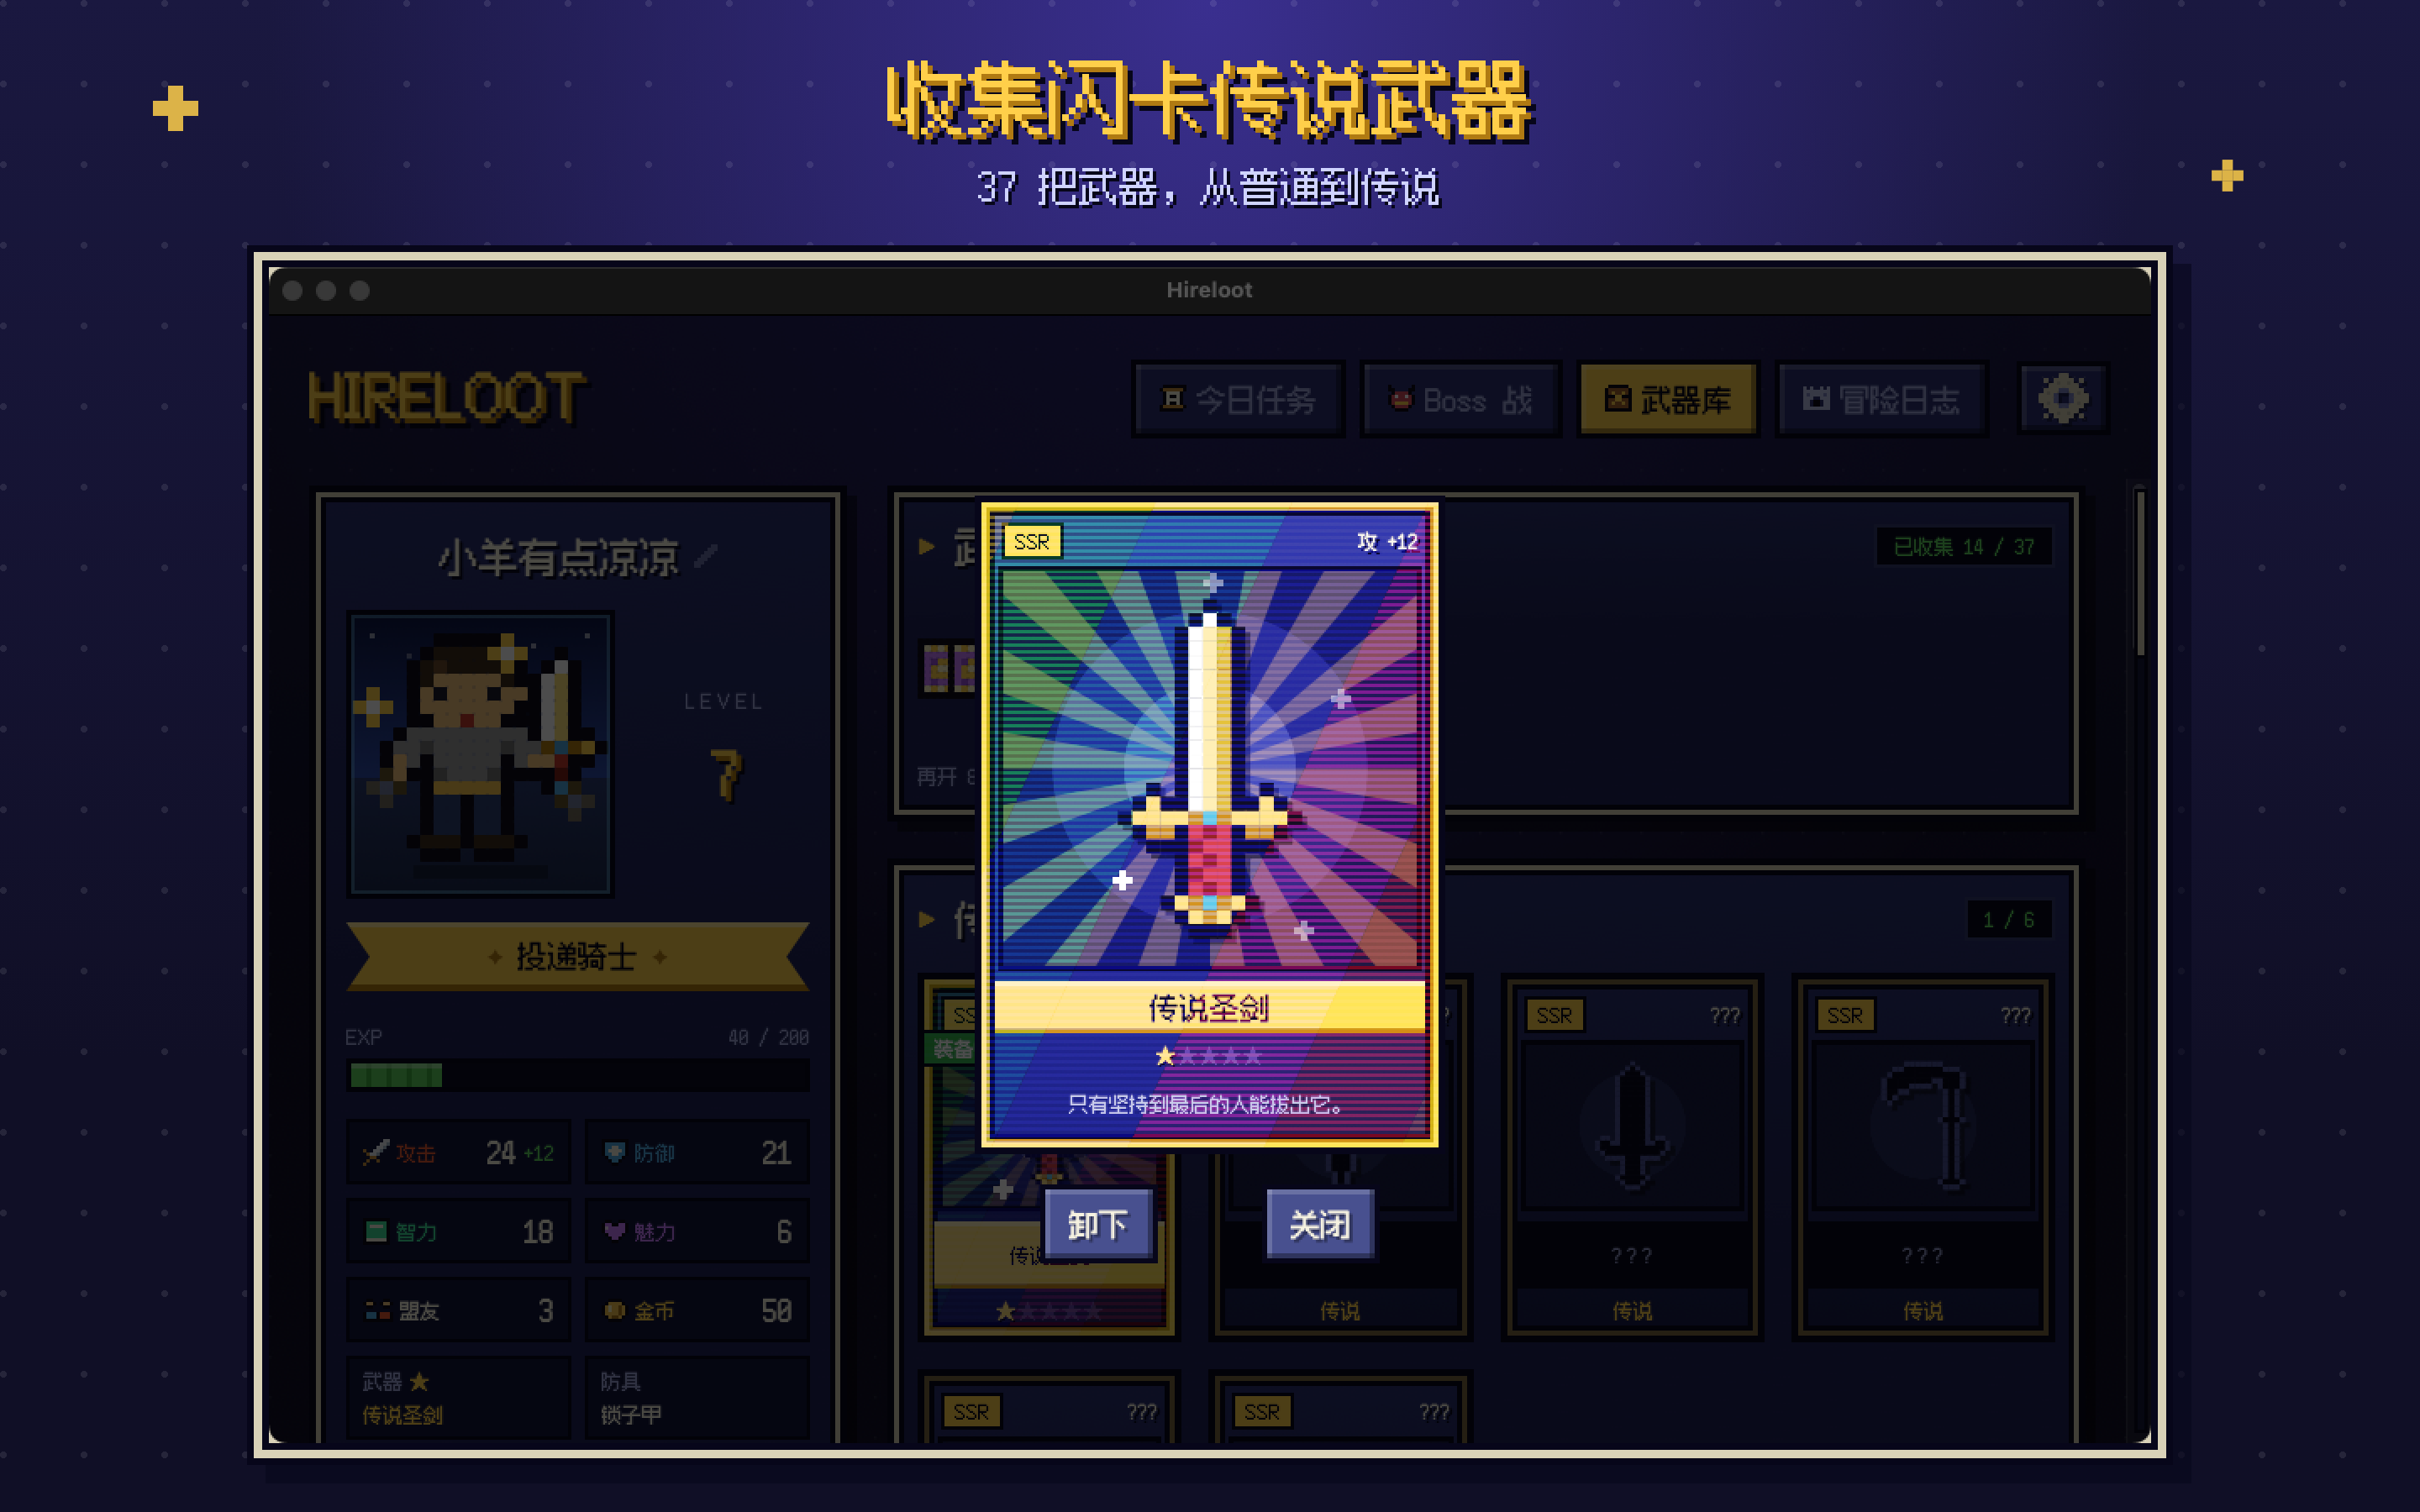 收集闪卡传说武器
37 把武器，从普通到传说
Hireloot
HIRELOOT
今日任务
Boss 战
武器库
冒险日志
小羊有点凉凉
LEVEL
7
投递骑士
EXP
40 / 200
攻击 24 +12
防御 21
智力 18
魅力 6
盟友 3
金币 50
武器 ★
传说圣剑
防具
锁子甲
已收集 14 / 37
再开
1 / 6
SSR
攻 +12
传说圣剑
★★★★★
只有坚持到最后的人能拔出它。
卸下
关闭
装备
传说
SSR ???
???
传说
SSR ???
???
传说
SSR ???
SSR ???